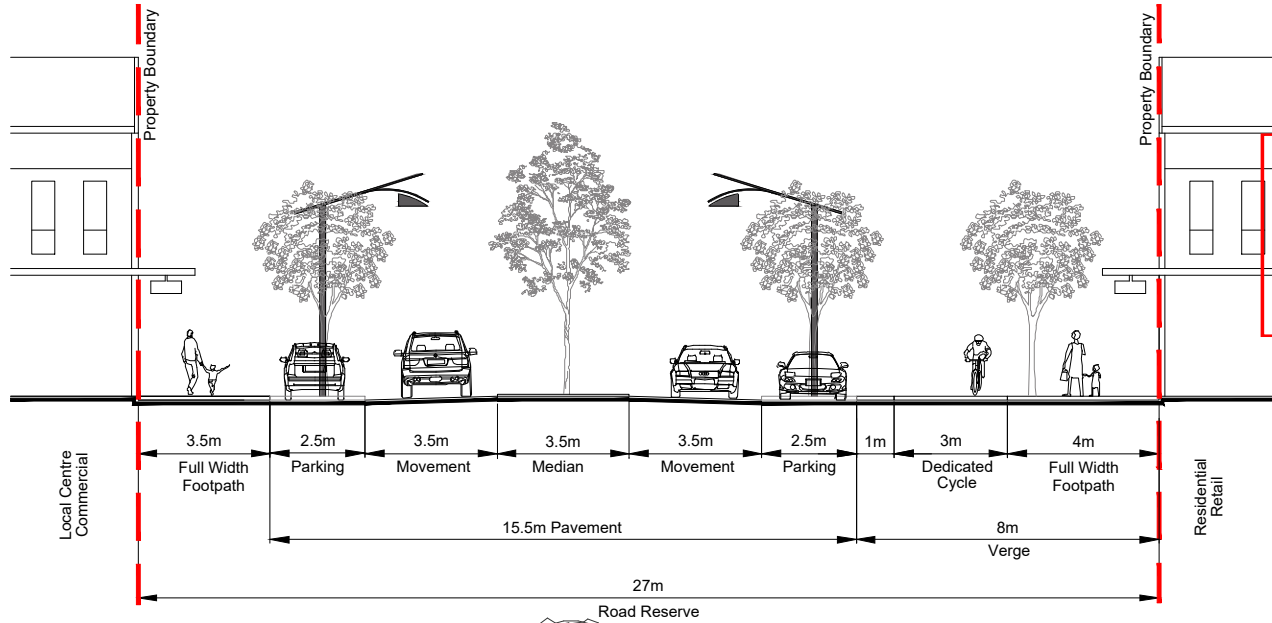 Property Boundary
Property Boundary
3.5m
2.5m
3.5m
3.5m
3.5m
2.5m
1m
3m
4m
Full Width
Footpath
Parking
Movement
Median
Movement
Parking
Dedicated
Cycle
Full Width
Footpath
Local Centre
Commercial
Residential
Retail
15.5m Pavement
8m
Verge
27m
Road Reserve